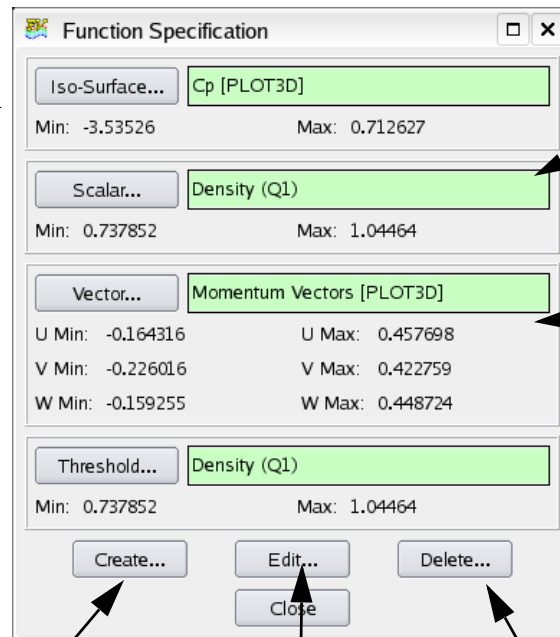 Function Specification
Iso-Surface... Cp [PLOT3D]
Min: -3.53526 Max: 0.712627
Scalar... Density (Q1)
Min: 0.737852 Max: 1.04464
Vector... Momentum Vectors [PLOT3D]
U Min: -0.164316 U Max: 0.457698
V Min: -0.226016 V Max: 0.422759
W Min: -0.159255 W Max: 0.448724
Threshold... Density (Q1)
Min: 0.737852 Max: 1.04464
Create... Edit... Delete...
Close